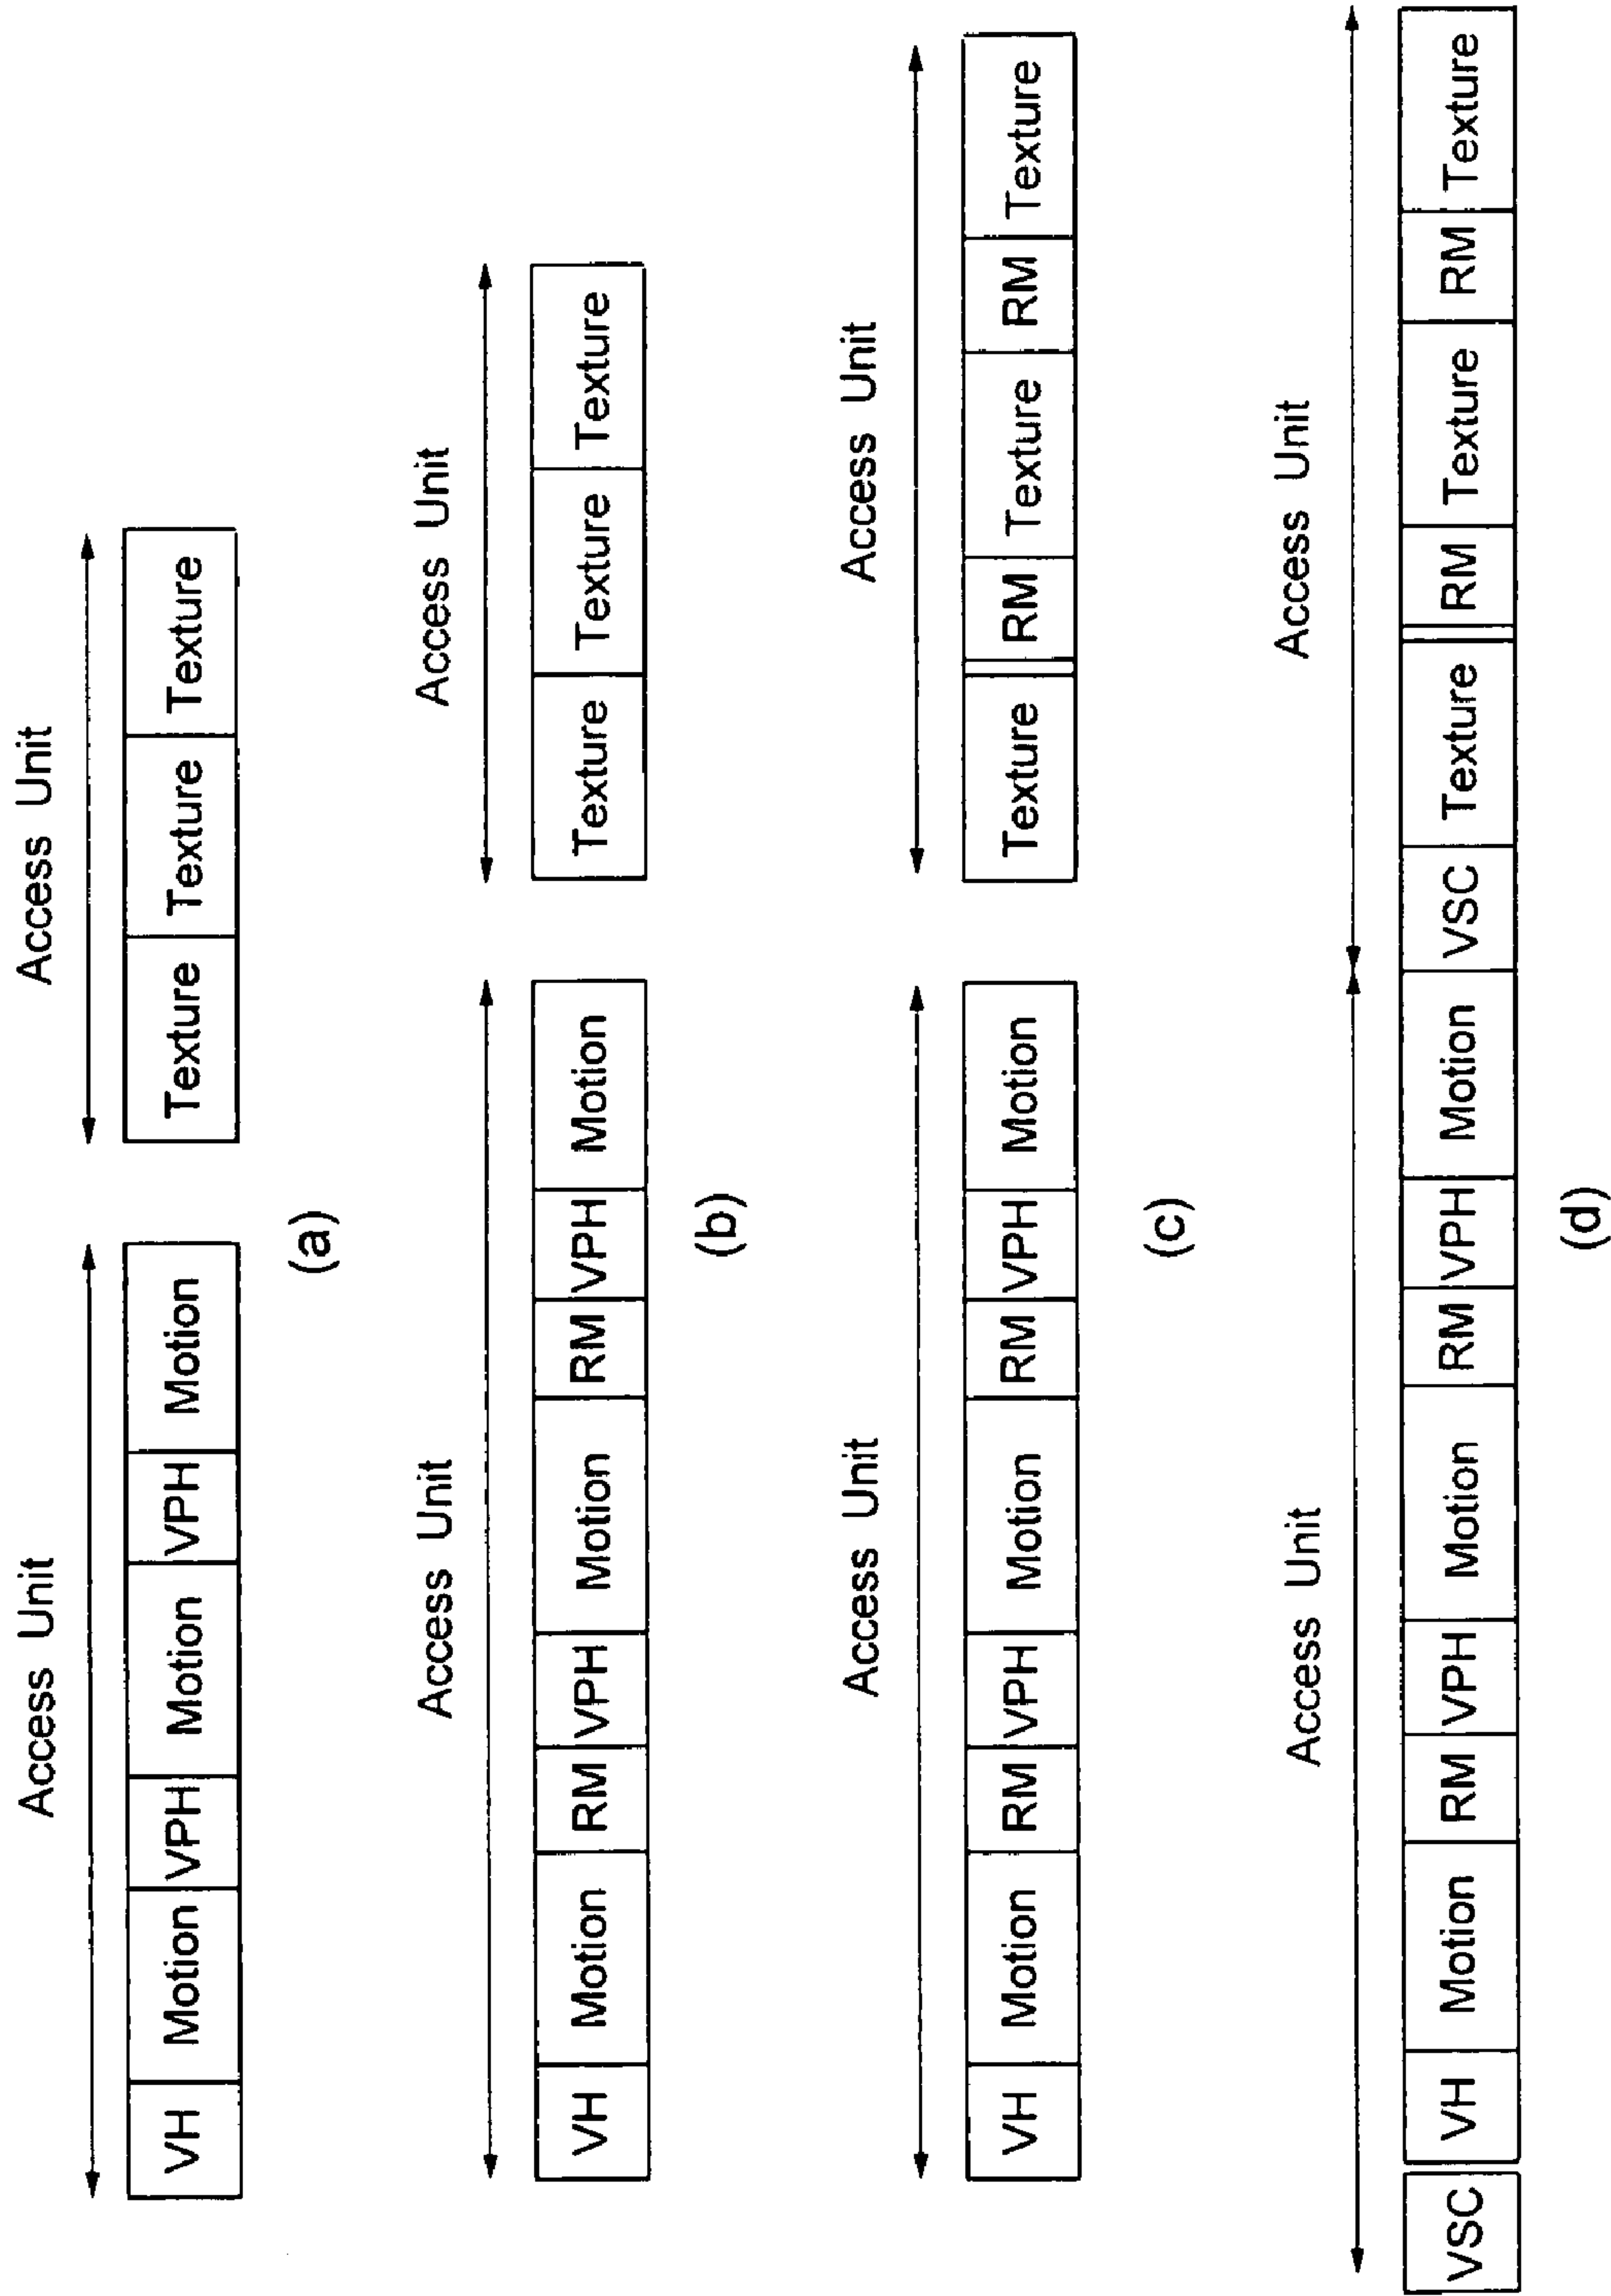 Access Unit Access Unit
VH Motion VPH Motion VPH Motion Texture Texture Texture
(a)
Access Unit Access Unit
VH Motion RM VPH Motion RM VPH Motion Texture Texture Texture
(b)
Access Unit Access Unit
VH Motion RM VPH Motion RM VPH Motion Texture RM Texture RM Texture
(c)
Access Unit Access Unit
VSC VH Motion RM VPH Motion RM VPH Motion VSC Texture RM Texture RM Texture
(d)